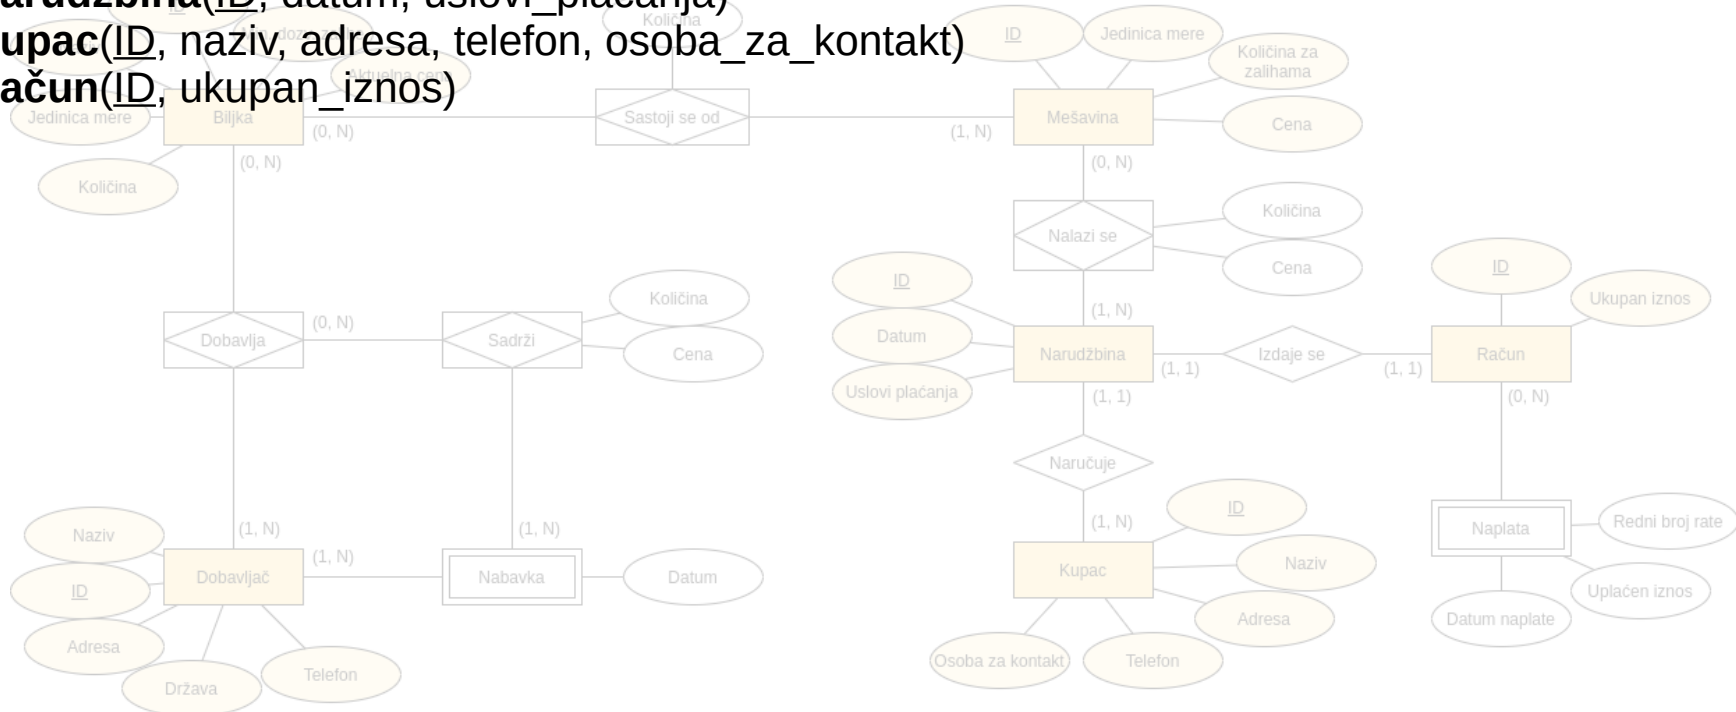 arudžbina(ID, datum, uslovi_plaćanja)
upac(ID, naziv, adresa, telefon, osoba_za_kontakt)
ačun(ID, ukupan_iznos)
ID
Količina
ID
Jedinica mere
Aktuelna cena
Količina za
zalihama
Jedinica mere
Biljka
(0, N)
Sastoji se od
(1, N)
Mešavina
Cena
(0, N)
(0, N)
Količina
Količina
Nalazi se
Cena
ID
ID
Količina
(1, N)
Ukupan iznos
(0, N)
Datum
Dobavlja
Sadrži
Cena
Narudžbina
(1, 1)
Izdaje se
(1, 1)
Račun
Uslovi plaćanja
(1, 1)
(0, N)
Naručuje
(1, N)
(1, N)
(1, N)
ID
Naziv
Naplata
Redni broj rate
(1, N)
Dobavljač
Nabavka
Datum
Kupac
Naziv
ID
Uplaćen iznos
Adresa
Adresa
Datum naplate
Osoba za kontakt
Telefon
Država
Telefon